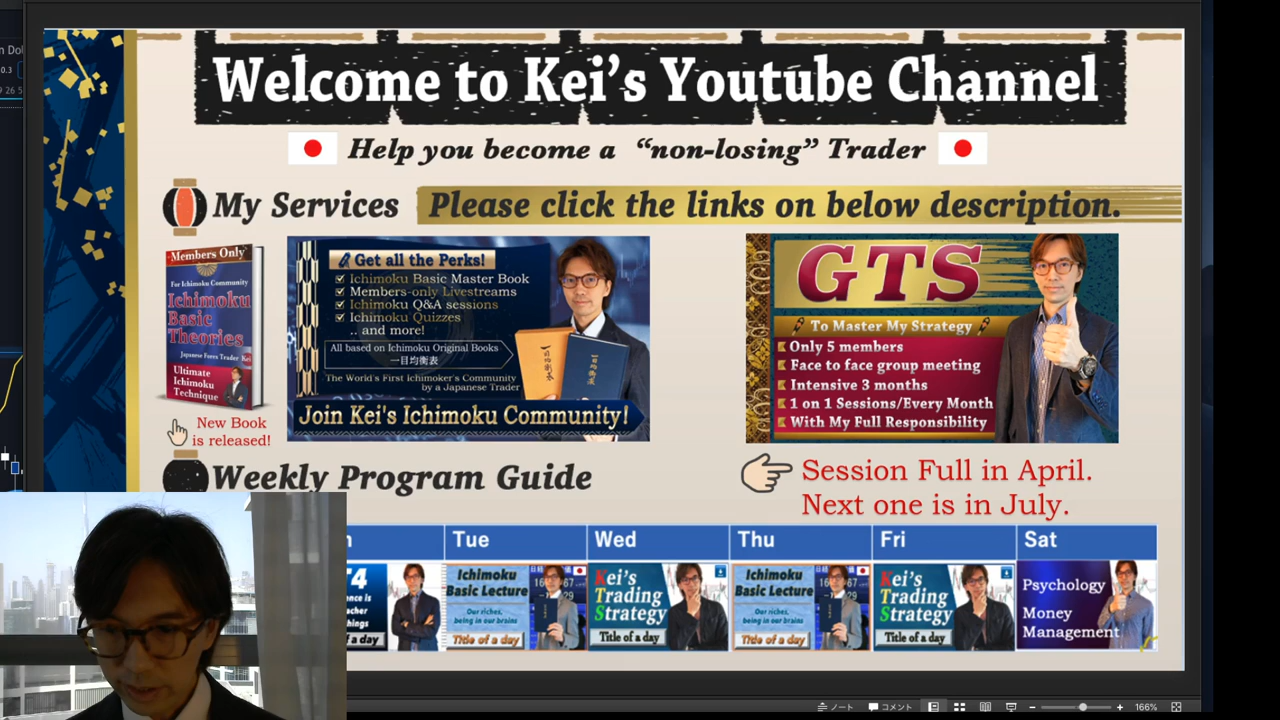 n Dol
0.3
9 26 5
Welcome to Kei's Youtube Channel
Help you become a “non-losing” Trader
My Services
Please click the links on below description.
Members Only
For Ichimoku Community
Ichimoku
Basic
Theories
Japanese Forex Trader Kei
Ultimate
Ichimoku
Technique
New Book
is released!
Get all the Perks!
Ichimoku Basic Master Book
Members-only Livestreams
Ichimoku Q&A sessions
Ichimoku Quizzes
.. and more!
All based on Ichimoku Original Books
一目均衡表
The World's First Ichimoker's Community
by a Japanese Trader
Join Kei's Ichimoku Community!
GTS
To Master My Strategy
Only 5 members
Face to face group meeting
Intensive 3 months
1 on 1 Sessions/Every Month
With My Full Responsibility
Session Full in April.
Next one is in July.
Weekly Program Guide
Tue
Wed
Thu
Fri
Sat
Ichimoku
Basic Lecture
Our riches,
being in our brains
Title of a day
Kei's
Trading
Strategy
Title of a day
Ichimoku
Basic Lecture
Our riches,
being in our brains
Title of a day
Kei's
Trading
Strategy
Title of a day
Psychology
Money
Management
ノート
コメント
166%